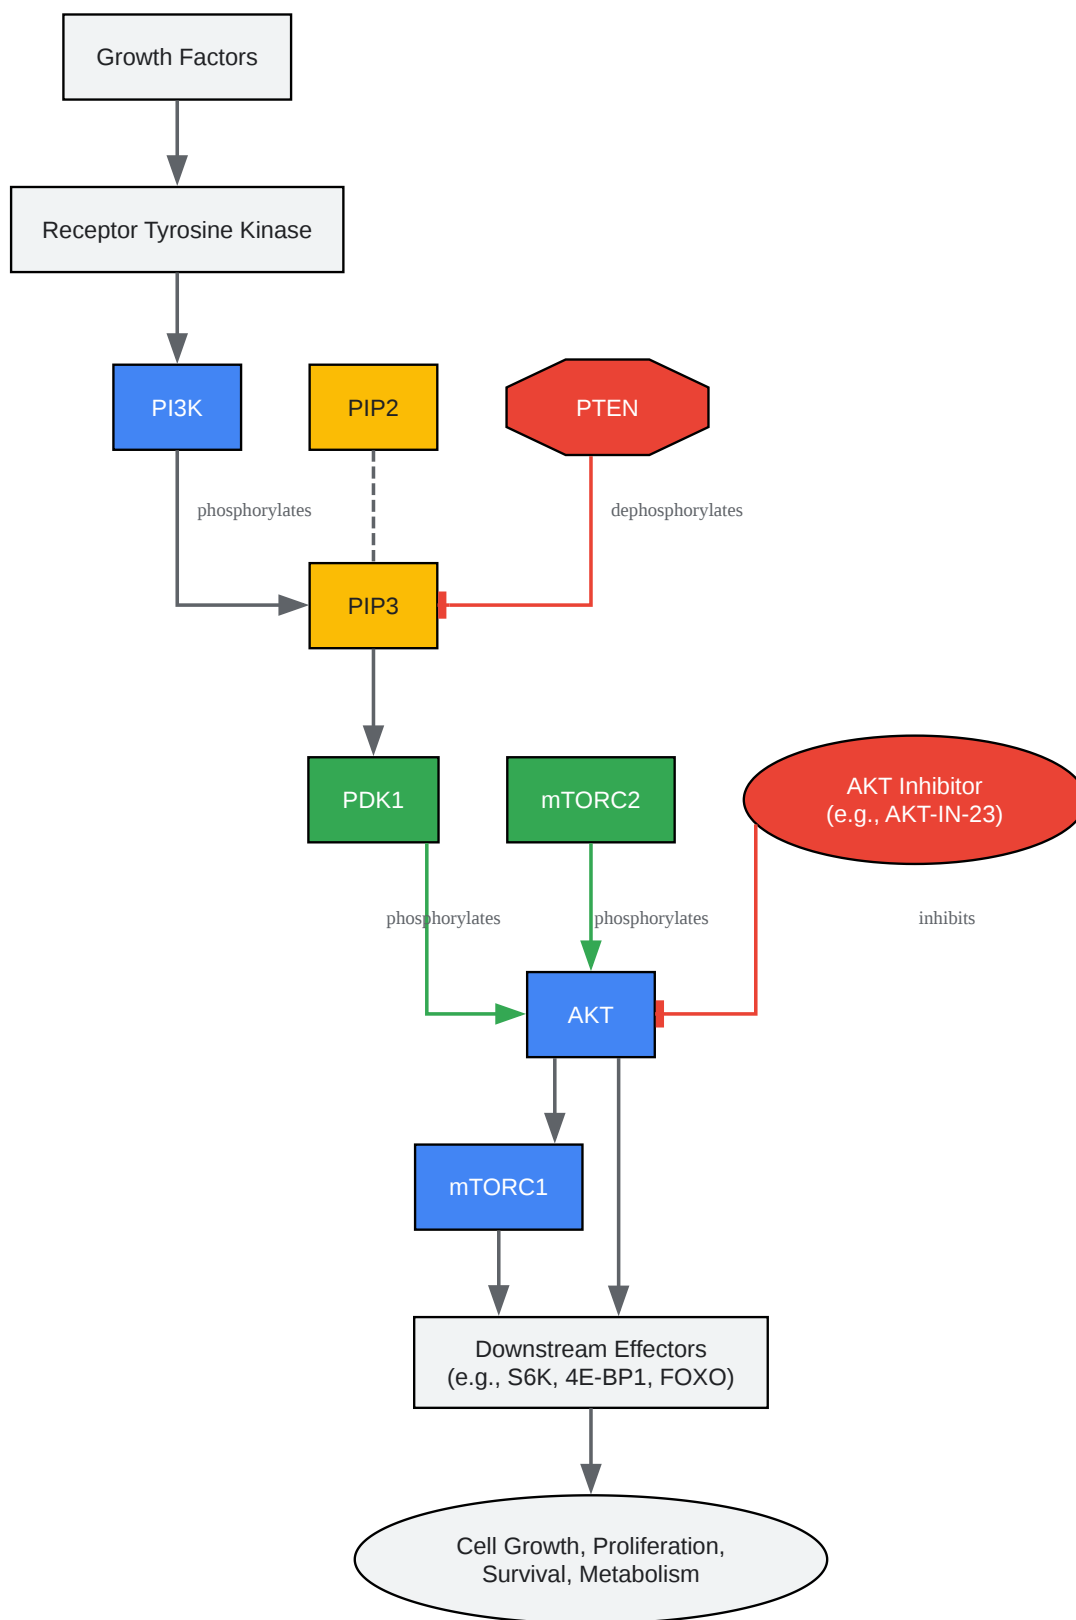 Growth Factors
Receptor Tyrosine Kinase
PI3K
PIP2
PTEN
phosphorylates
dephosphorylates
PIP3
PDK1
mTORC2
AKT Inhibitor
(e.g., AKT-IN-23)
phosphorylates
phosphorylates
inhibits
AKT
mTORC1
Downstream Effectors
(e.g., S6K, 4E-BP1, FOXO)
Cell Growth, Proliferation,
Survival, Metabolism